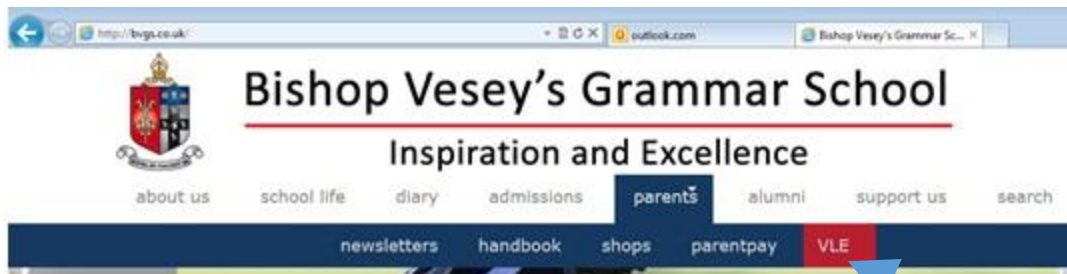 http://bvgs.co.uk/ outlook.com Bishop Vesey's Grammar Sc...
Bishop Vesey's Grammar School
Inspiration and Excellence
about us school life diary admissions parents alumni support us search
newsletters handbook shops parentpay VLE